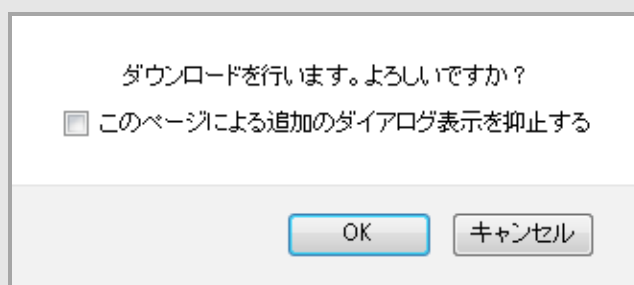 ダウンロードを行います。よろしいですか？
このページによる追加のダイアログ表示を抑止する
OK
キャンセル